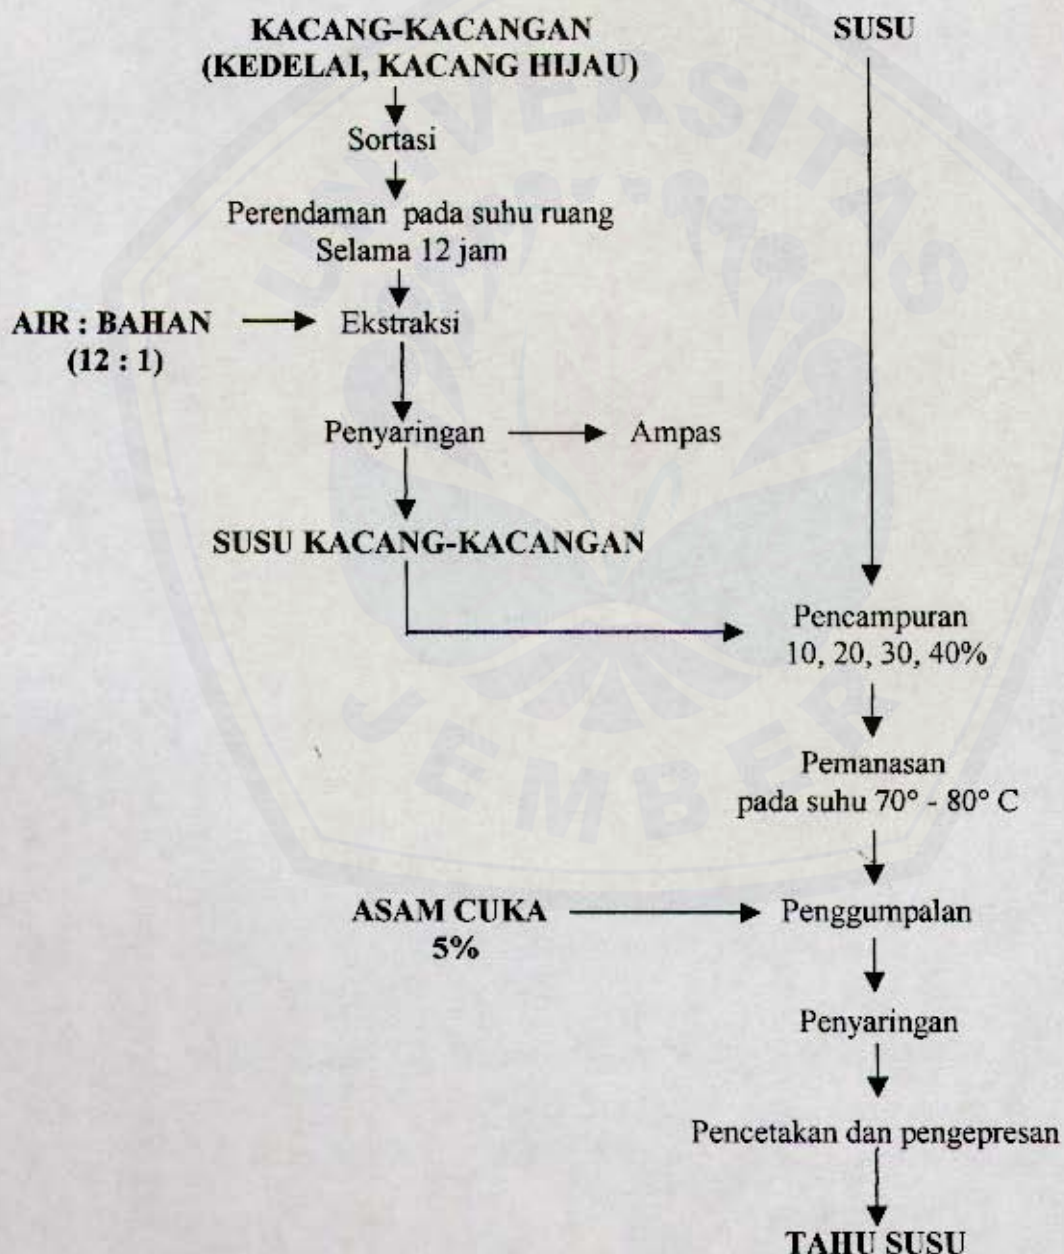 KACANG-KACANGAN
(KEDELAI, KACANG HIJAU)
SUSU
Sortasi
Perendaman pada suhu ruang
Selama 12 jam
AIR : BAHAN
(12 : 1)
Ekstraksi
Penyaringan
Ampas
SUSU KACANG-KACANGAN
Pencampuran
10, 20, 30, 40%
Pemanasan
pada suhu 70° - 80° C
ASAM CUKA
5%
Penggumpalan
Penyaringan
Pencetakan dan pengepresan
TAHU SUSU
UNIVERSITAS
JEMBER